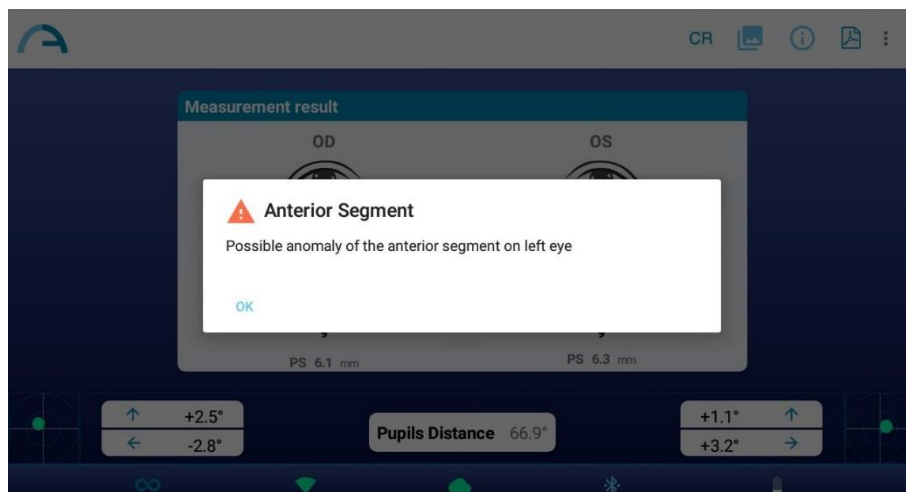 CR
Measurement result
OD OS
Anterior Segment
Possible anomaly of the anterior segment on left eye
OK
PS 6.1 mm PS 6.3 mm
+2.5° +1.1°
Pupils Distance 66.9°
-2.8° +3.2°